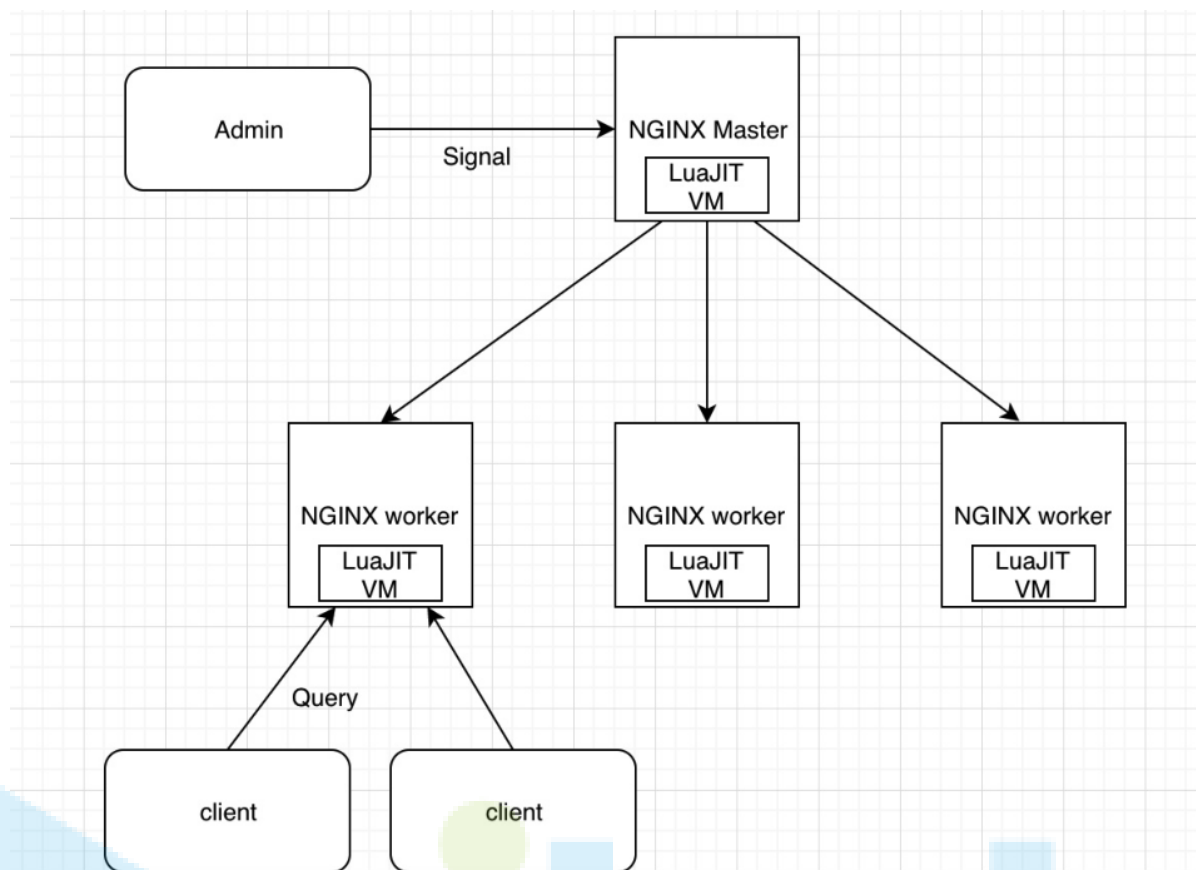 Admin
Signal
NGINX Master
LuaJIT
VM
NGINX worker
LuaJIT
VM
NGINX worker
LuaJIT
VM
NGINX worker
LuaJIT
VM
Query
client
client